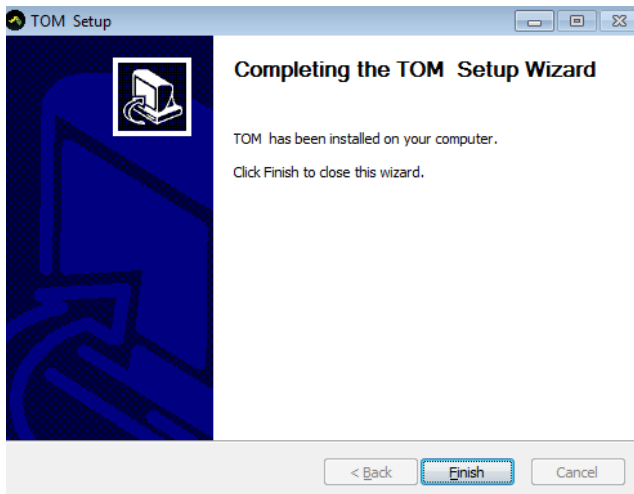 TOM Setup
Completing the TOM Setup Wizard
TOM has been installed on your computer.
Click Finish to close this wizard.
< Back
Finish
Cancel